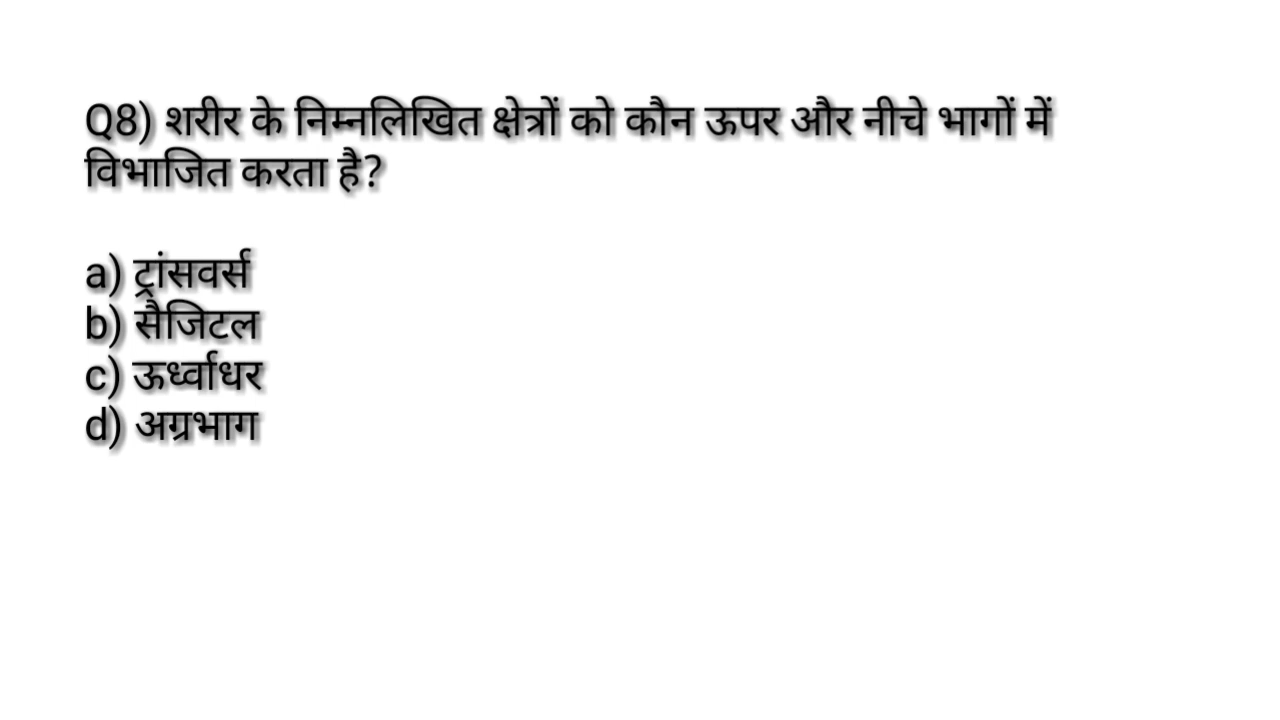 Q8) शरीर के निम्नलिखित क्षेत्रों को कौन ऊपर और नीचे भागों में
विभाजित करता है?
a) ट्रांसवर्स
b) सैजिटल
c) ऊर्ध्वाधर
d) अग्रभाग